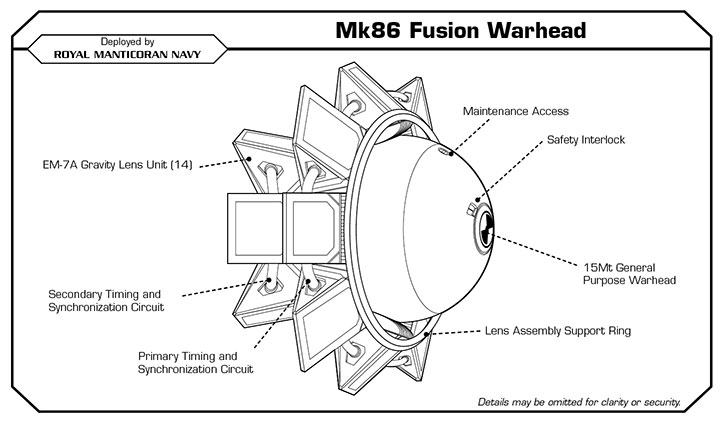 Mk86 Fusion Warhead
Deployed by
ROYAL MANTICORAN NAVY
Maintenance Access
Safety Interlock
EM-7A Gravity Lens Unit (14)
15Mt General
Purpose Warhead
Secondary Timing and
Synchronization Circuit
Lens Assembly Support Ring
Primary Timing and
Synchronization Circuit
Details may be omitted for clarity or security.